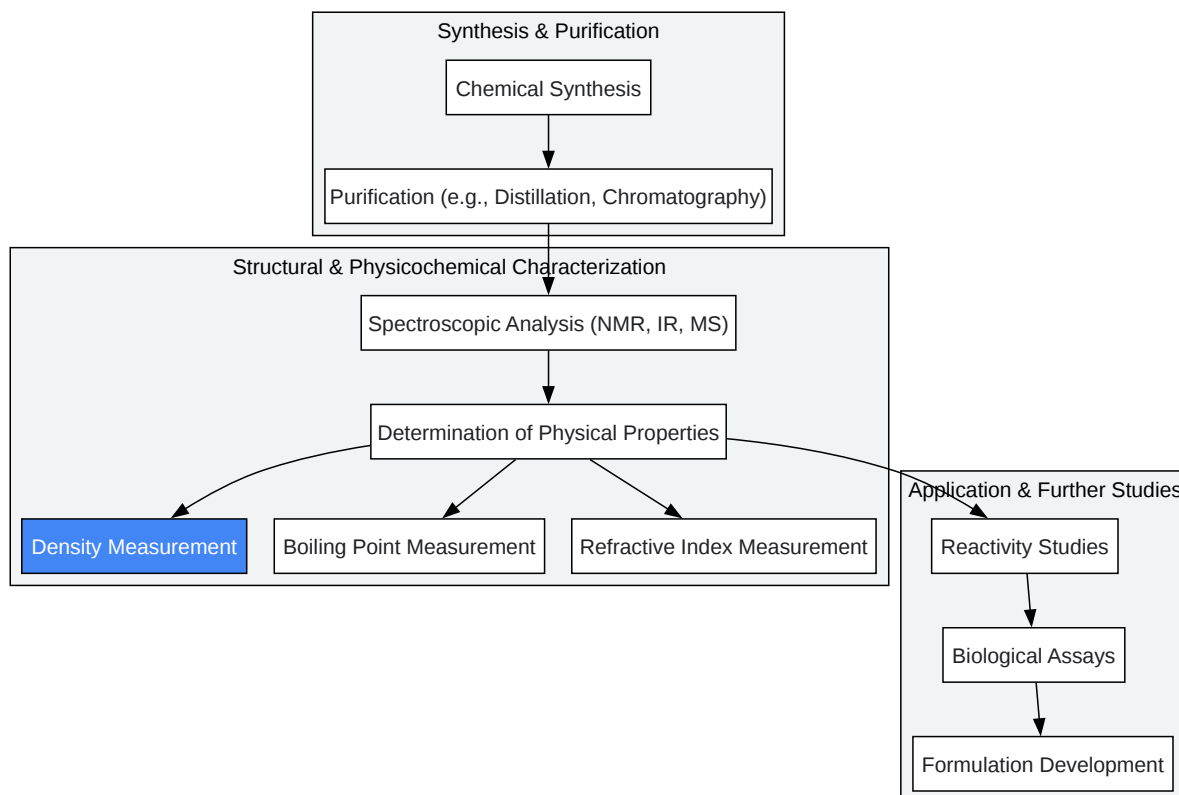 Synthesis & Purification
Chemical Synthesis
Purification (e.g., Distillation, Chromatography)
Structural & Physicochemical Characterization
Spectroscopic Analysis (NMR, IR, MS)
Determination of Physical Properties
Density Measurement
Boiling Point Measurement
Refractive Index Measurement
Application & Further Studies
Reactivity Studies
Biological Assays
Formulation Development